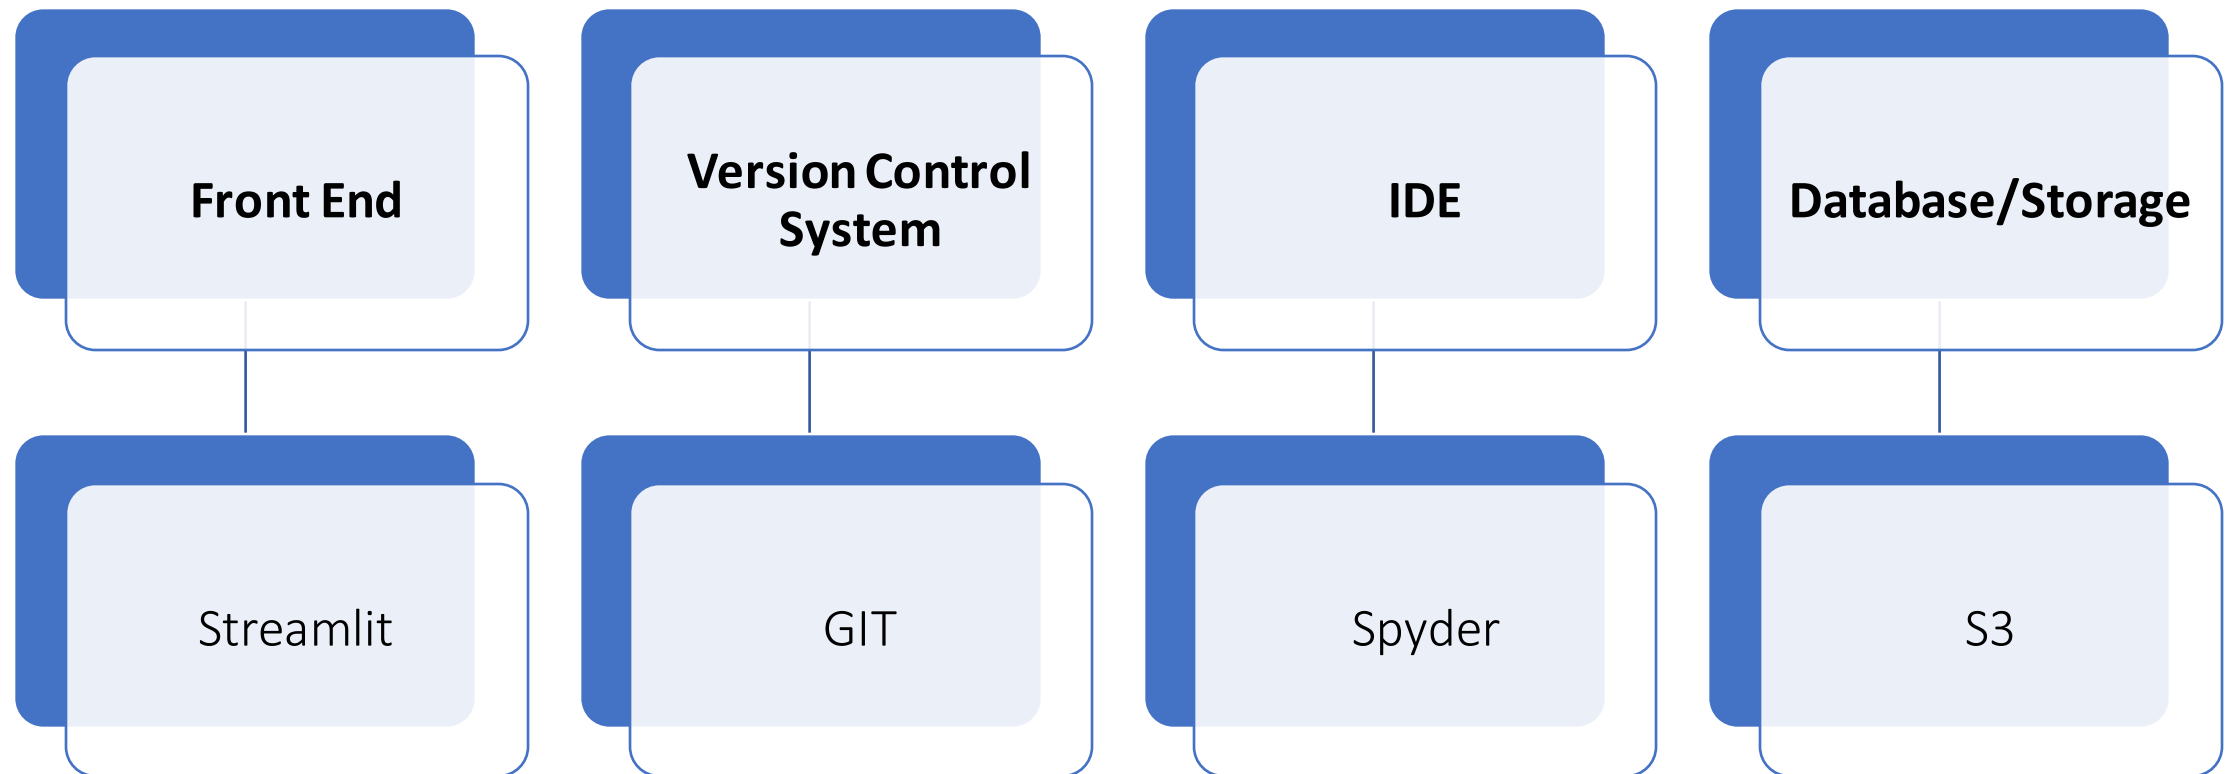 Front End
Version Control
System
IDE
Database/Storage
Streamlit
GIT
Spyder
S3